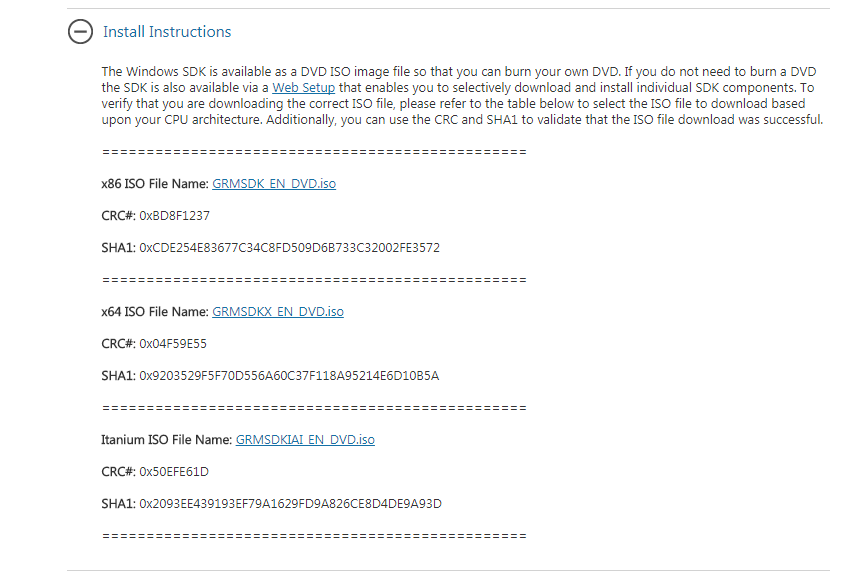 Install Instructions
The Windows SDK is available as a DVD ISO image file so that you can burn your own DVD. If you do not need to burn a DVD
the SDK is also available via a Web Setup that enables you to selectively download and install individual SDK components. To
verify that you are downloading the correct ISO file, please refer to the table below to select the ISO file to download based
upon your CPU architecture. Additionally, you can use the CRC and SHA1 to validate that the ISO file download was successful.
================================================
x86 ISO File Name: GRMSDK_EN_DVD.iso
CRC#: 0xBD8F1237
SHA1: 0xCDE254E83677C34C8FD509D6B733C32002FE3572
================================================
x64 ISO File Name: GRMSDKX_EN_DVD.iso
CRC#: 0x04F59E55
SHA1: 0x9203529F5F70D556A60C37F118A95214E6D10B5A
================================================
Itanium ISO File Name: GRMSDKIAI_EN_DVD.iso
CRC#: 0x50EFE61D
SHA1: 0x2093EE439193EF79A1629FD9A826CE8D4DE9A93D
================================================